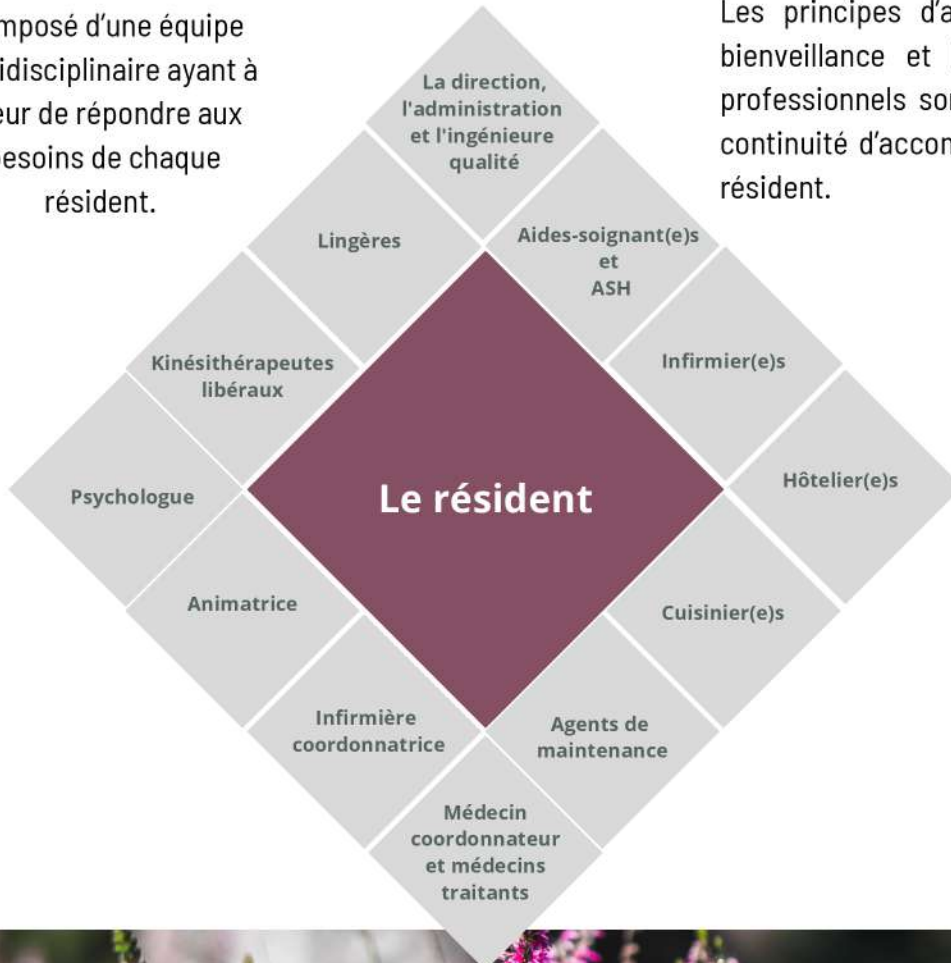 mposé d'une équipe
idisciplinaire ayant à
eur de répondre aux
esoins de chaque
résident.
Les principes d'a
bienveillance et
professionnels so
continuité d'accom
résident.
La direction,
l'administration
et l'ingénieure
qualité
Lingères
Aides-soignant(e)s
et
ASH
Kinésithérapeutes
libéraux
Infirmier(e)s
Psychologue
Le résident
Hôtelier(e)s
Animatrice
Cuisinier(e)s
Infirmière
coordonnatrice
Agents de
maintenance
Médecin
coordonnateur
et médecins
traitants